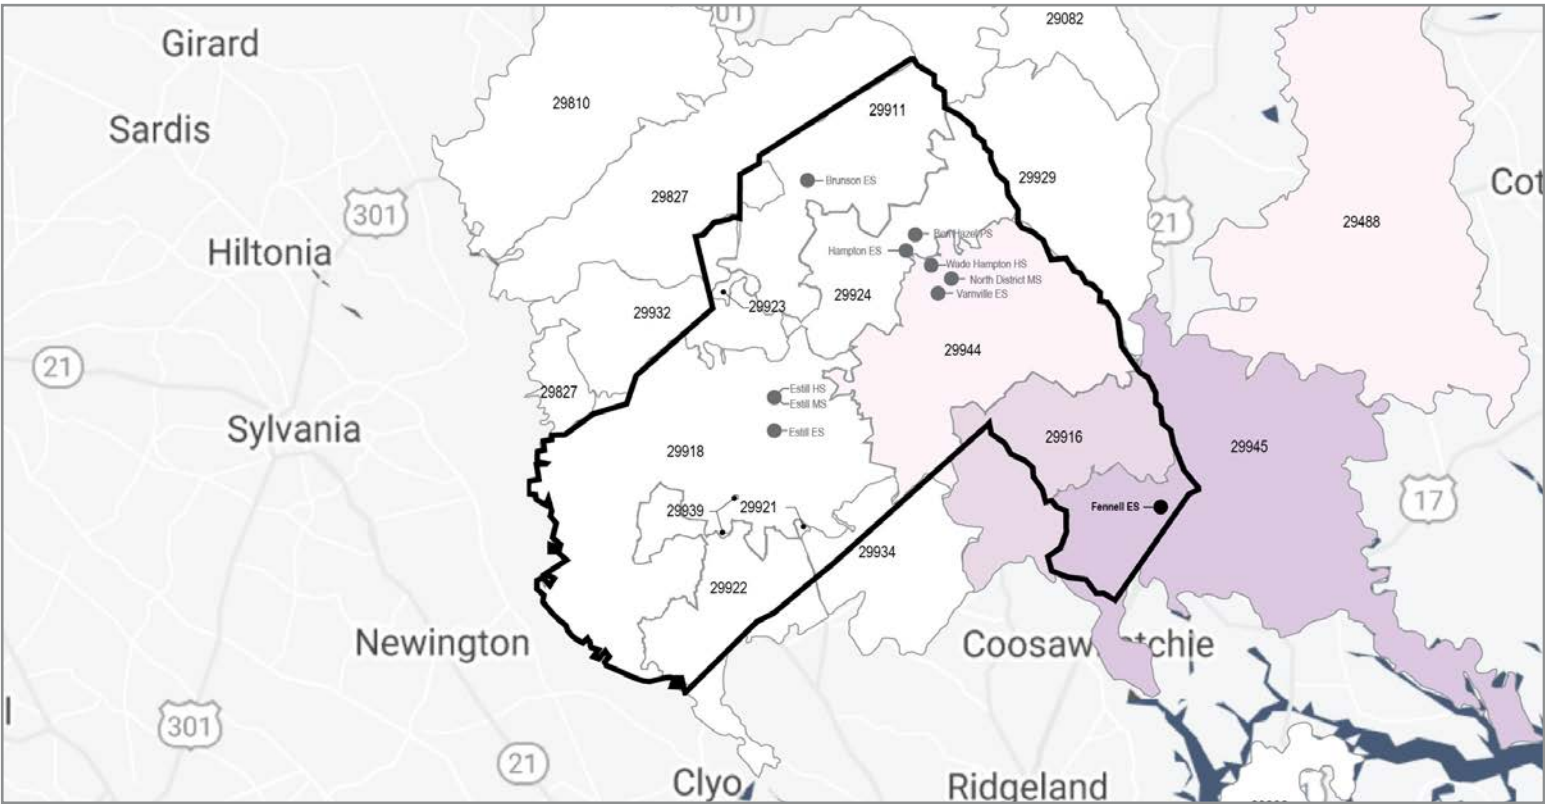 01
29082
Girard
29810
29911
Sardis
29929
Brunson ES
Cot
29827
301
21
29488
Hiltonia
Ben Hazel PS
Hampton ES
Wade Hampton HS
North District MS
Varnville ES
29924
29923
29932
29944
21
29827
Estill HS
Estill MS
Sylvania
Estill ES
29916
29945
29918
17
29939
29921
Fennell ES
29934
29922
Newington
301
21
Clyo
Ridgeland